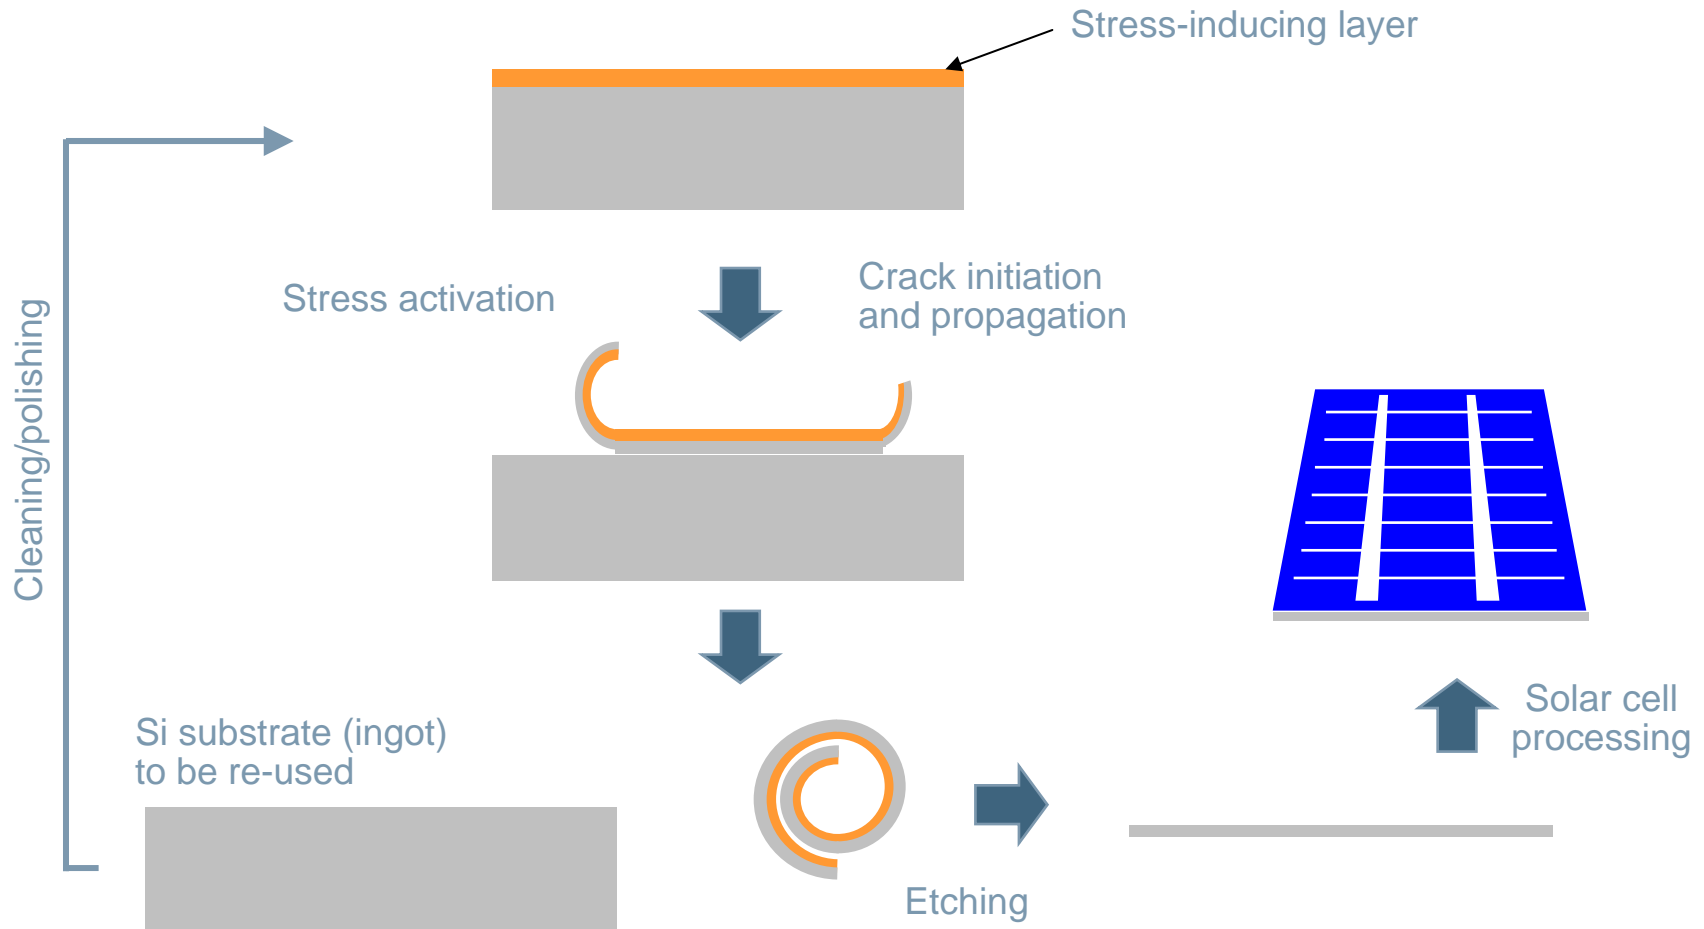 Stress-inducing layer
Stress activation
Crack initiation
and propagation
Cleaning/polishing
Si substrate (ingot)
to be re-used
Etching
Solar cell
processing